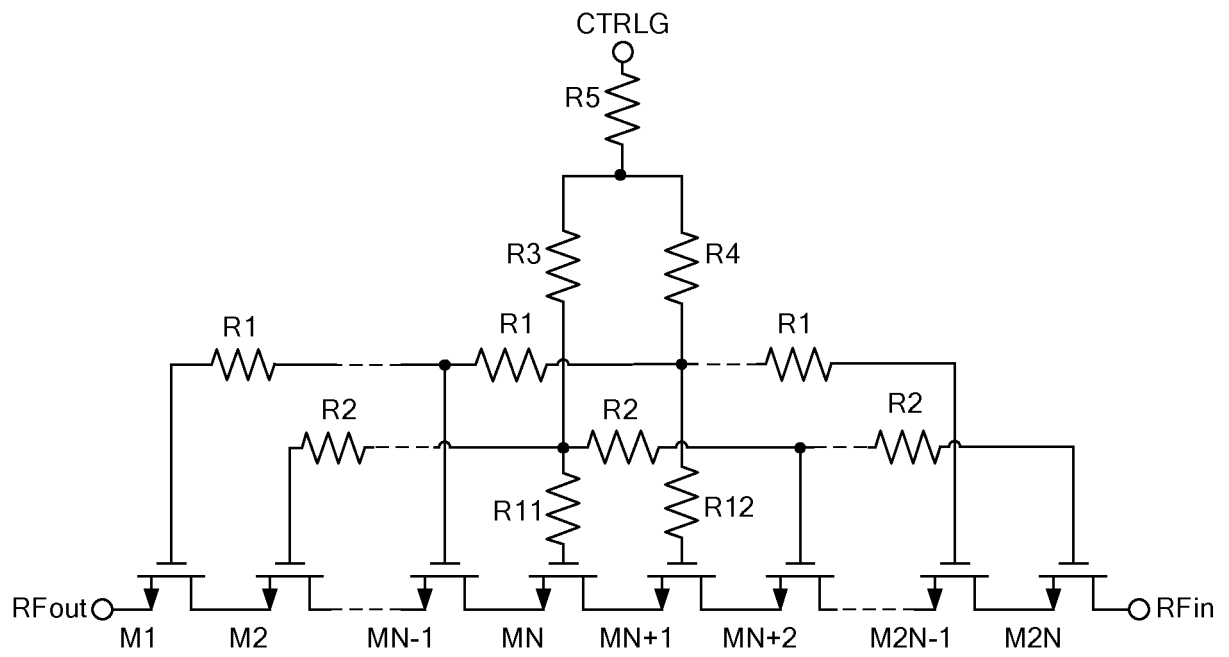 CTRLG
R5
R3 R4
R1 R1 R1
R2 R2 R2
R11 R12
RFout RFin
M1 M2 MN-1 MN MN+1 MN+2 M2N-1 M2N